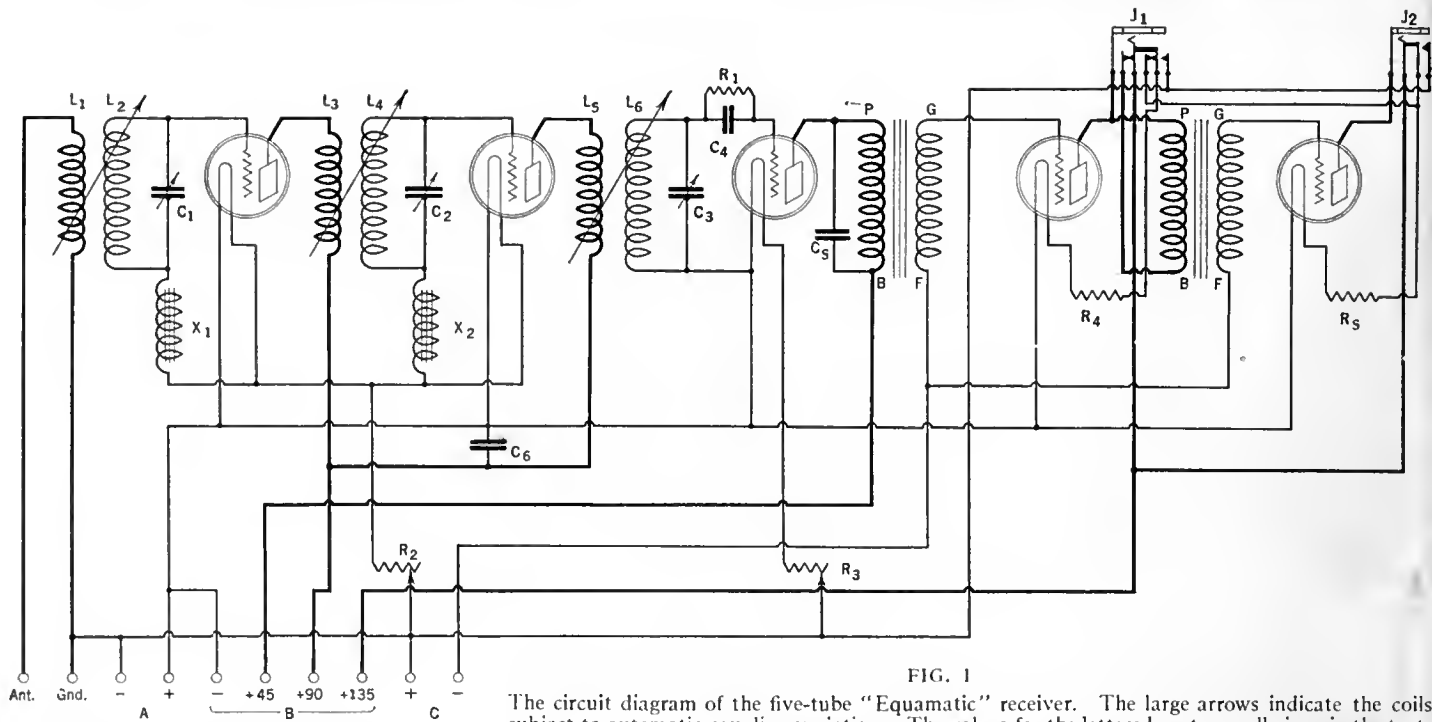 J1 J2
R1
L1 L2 L3 L4 L5 L6 P G P G
C4
C1 C2 C3
C5
B F B F
R4 R5
X1 X2
C6
R2 R3
FIG. 1
Ant. Gnd. - + - +45 +90 +135 + -
A B C
The circuit diagram of the five-tube "Equamatic" receiver. The large arrows indicate the coils